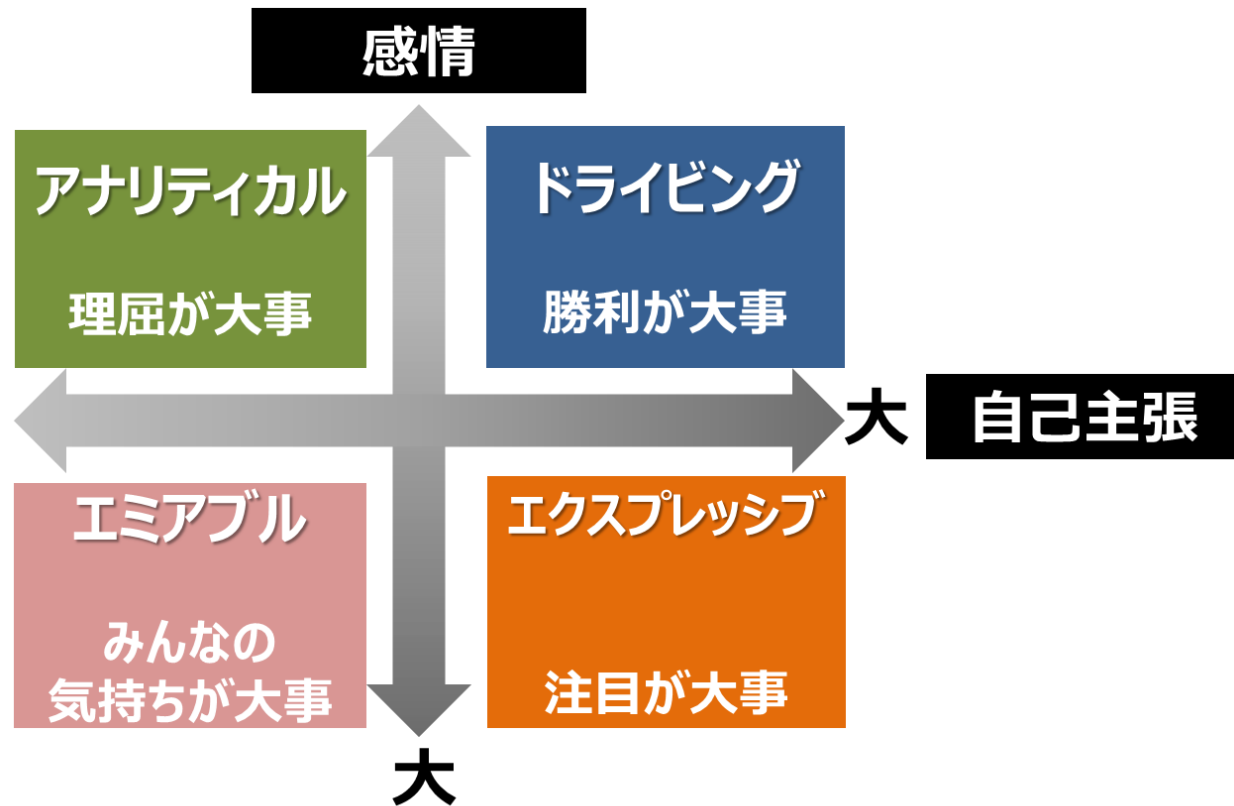 感情
アナリティカル
理屈が大事
ドライビング
勝利が大事
大
自己主張
エミアブル
みんなの
気持ちが大事
エクスプレッシブ
注目が大事
大